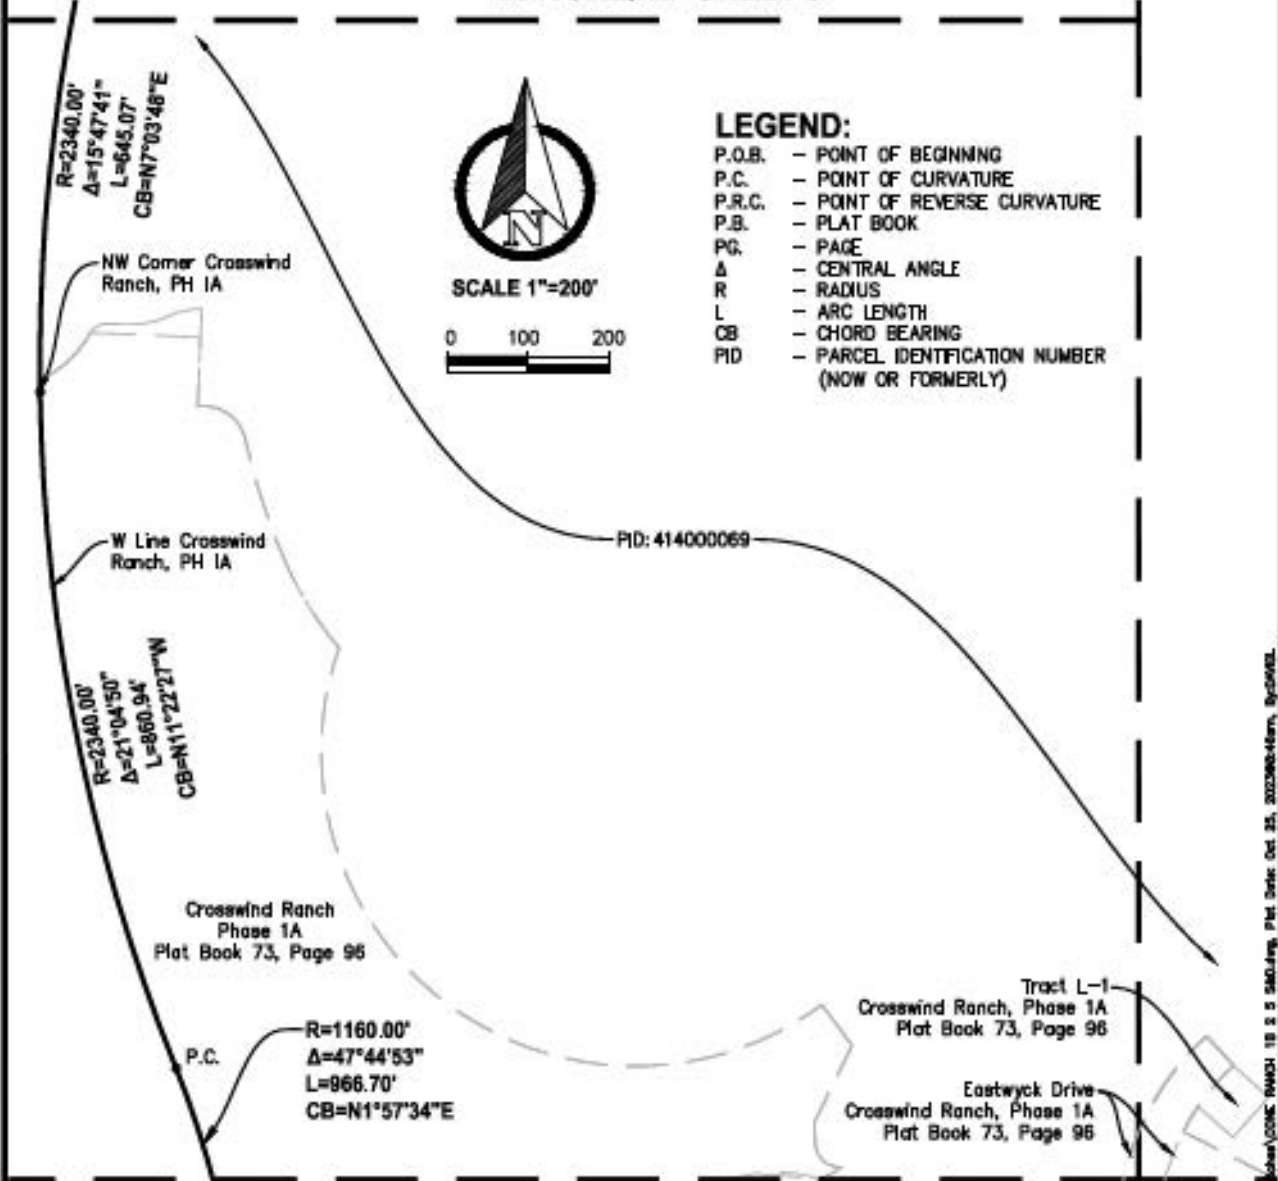 R=2340.00'
Δ=15°47'41"
L=645.07'
CB=N7°03'48"E
NW Corner Crosswind
Ranch, PH IA
N
SCALE 1"=200'
0 100 200
LEGEND:
P.O.B. – POINT OF BEGINNING
P.C. – POINT OF CURVATURE
P.R.C. – POINT OF REVERSE CURVATURE
P.B. – PLAT BOOK
PG. – PAGE
Δ – CENTRAL ANGLE
R – RADIUS
L – ARC LENGTH
CB – CHORD BEARING
PID – PARCEL IDENTIFICATION NUMBER
(NOW OR FORMERLY)
W Line Crosswind
Ranch, PH IA
PID: 414000069
R=2340.00'
Δ=21°04'50"
L=860.94'
CB=N11°22'27"W
Crosswind Ranch
Phase 1A
Plat Book 73, Page 96
P.C.
R=1160.00'
Δ=47°44'53"
L=966.70'
CB=N1°57'34"E
Tract L-1
Crosswind Ranch, Phase 1A
Plat Book 73, Page 96
Eastwyck Drive
Crosswind Ranch, Phase 1A
Plat Book 73, Page 96
Plot Date: Oct 25,